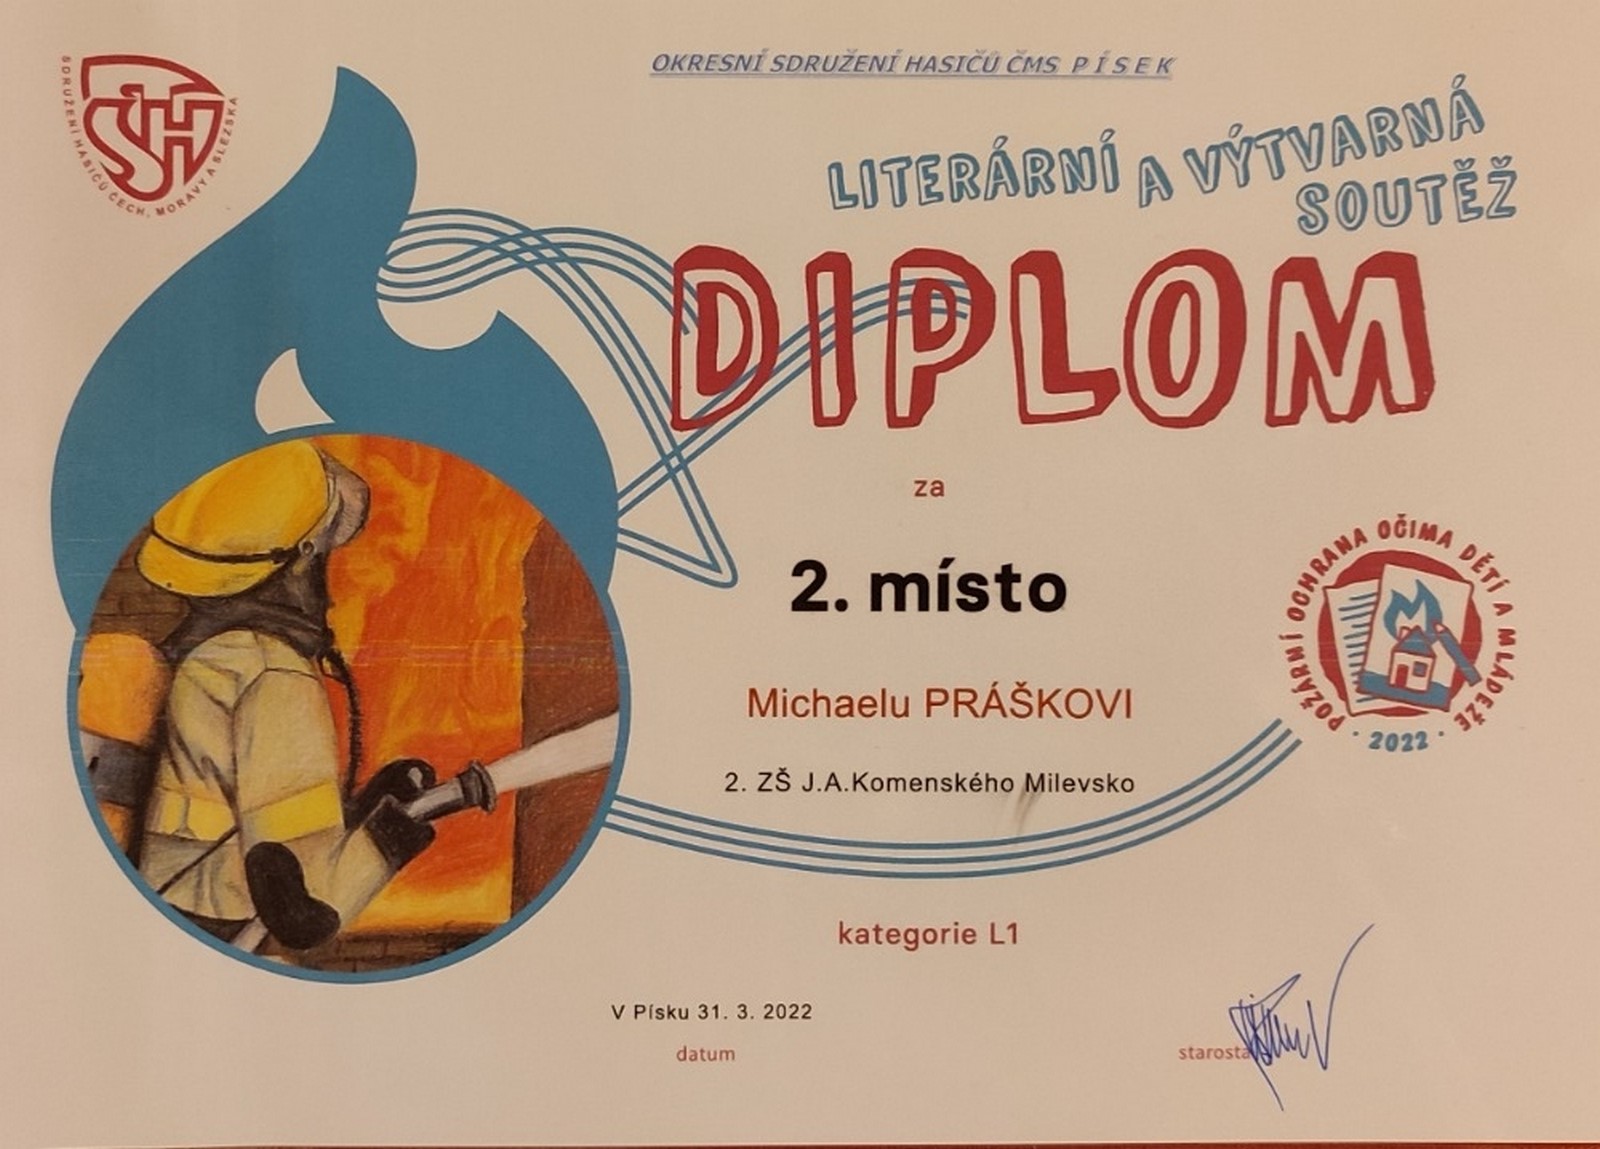 OKRESNÍ SDRUŽENÍ HASIČŮ ČMS P Í S E K
SDRUŽENÍ HASIČŮ ČECH, MORAVY A SLEZSKA
SH
LITERÁRNÍ A VÝTVARNÁ
SOUTĚŽ
DIPLOM
za
2. místo
POŽÁRNÍ OCHRANA OČIMA DĚTÍ A MLÁDEŽE
· 2022 ·
Michaelu PRÁŠKOVI
2. ZŠ J.A.Komenského Milevsko
kategorie L1
V Písku 31. 3. 2022
datum
starosta